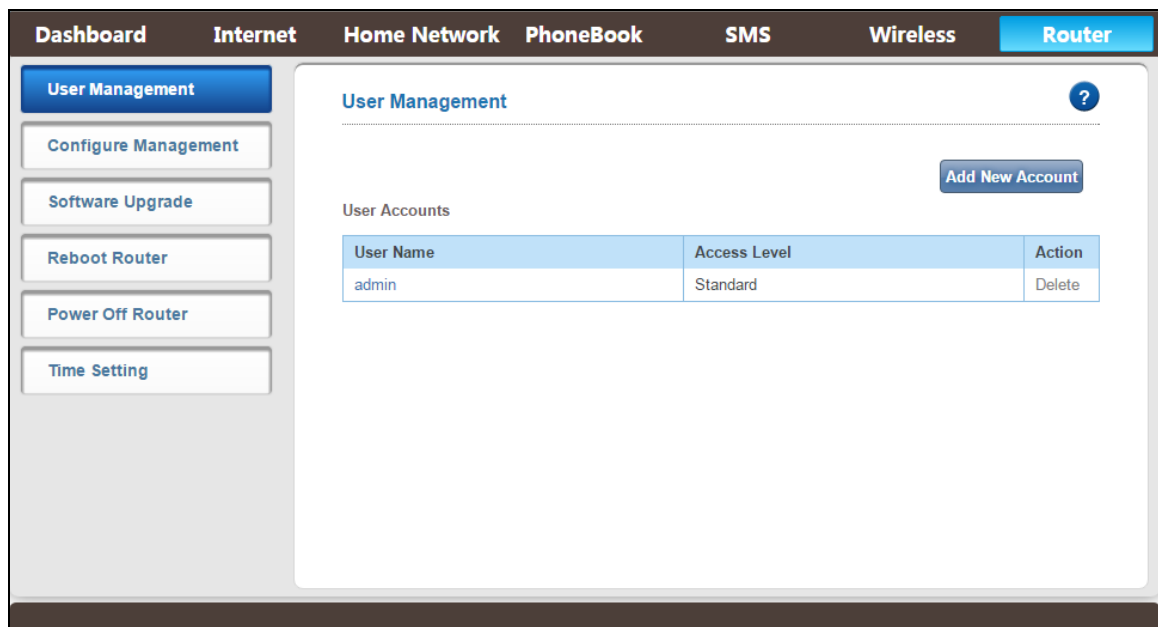 Dashboard Internet Home Network PhoneBook SMS Wireless Router
User Management
Configure Management
Software Upgrade
Reboot Router
Power Off Router
Time Setting
User Management ?
Add New Account
User Accounts
User Name Access Level Action
admin Standard Delete